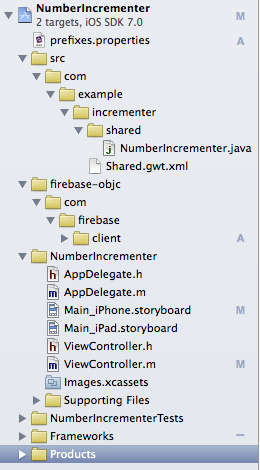 NumberIncrementer M
2 targets, iOS SDK 7.0
prefixes.properties A
src
com
example
incrementer
shared
NumberIncrementer.java
Shared.gwt.xml
firebase-objc
com
firebase
client A
NumberIncrementer
h AppDelegate.h
m AppDelegate.m
Main_iPhone.storyboard M
Main_iPad.storyboard
h ViewController.h
m ViewController.m M
Images.xcassets
Supporting Files
NumberIncrementerTests
Frameworks –
Products